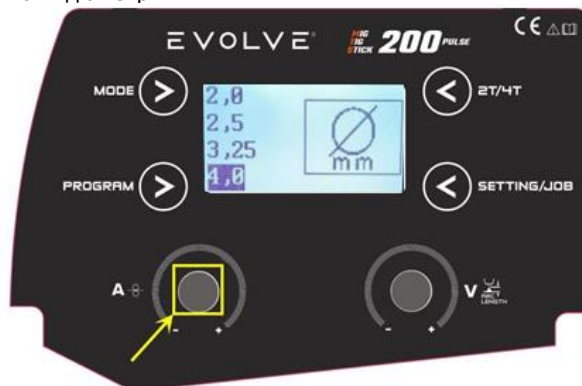 EVOLVE® MIG TIG STICK 200 PULSE CE
MODE
2T/4T
2,0
2,5
3,25
4,0
Ø
mm
PROGRAM
SETTING/JOB
A
V
ARC LENGTH
- +
- +